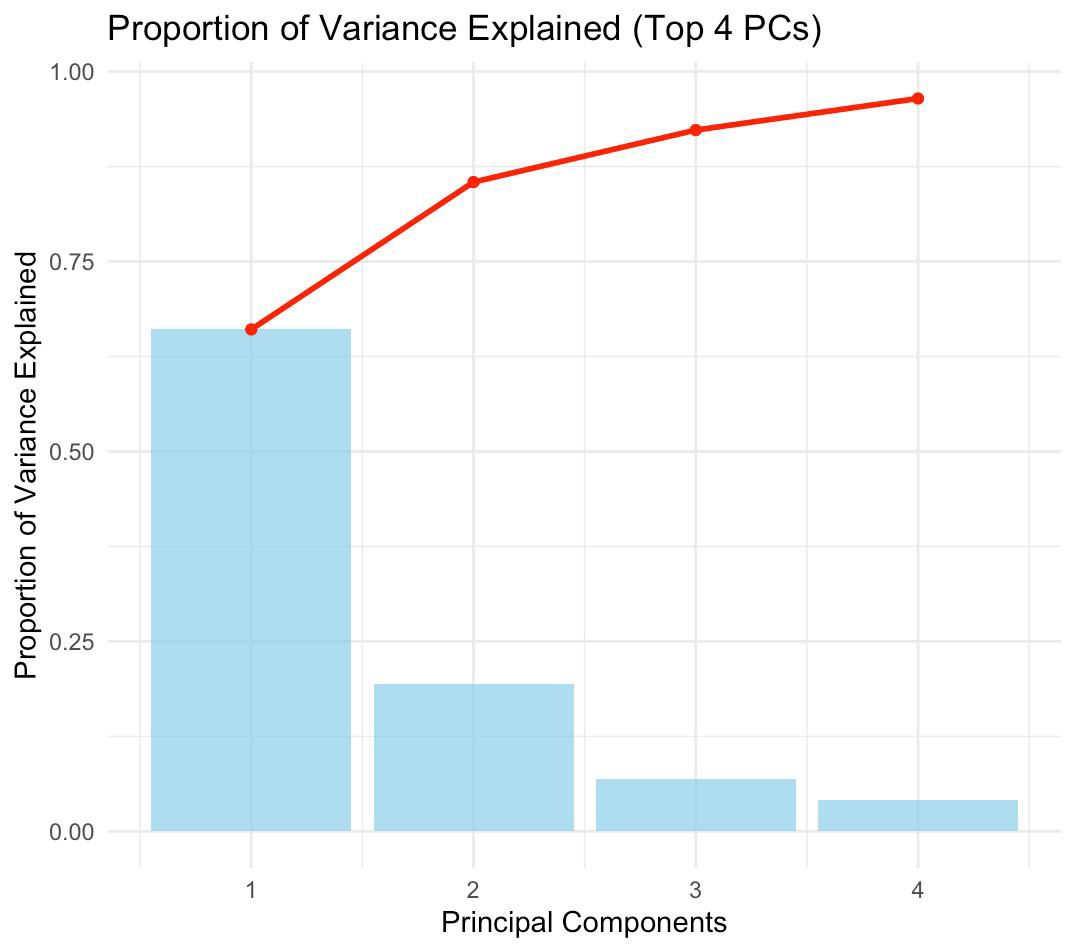 Proportion of Variance Explained (Top 4 PCs)
Proportion of Variance Explained
1.00
0.75
0.50
0.25
0.00
1 2 3 4
Principal Components